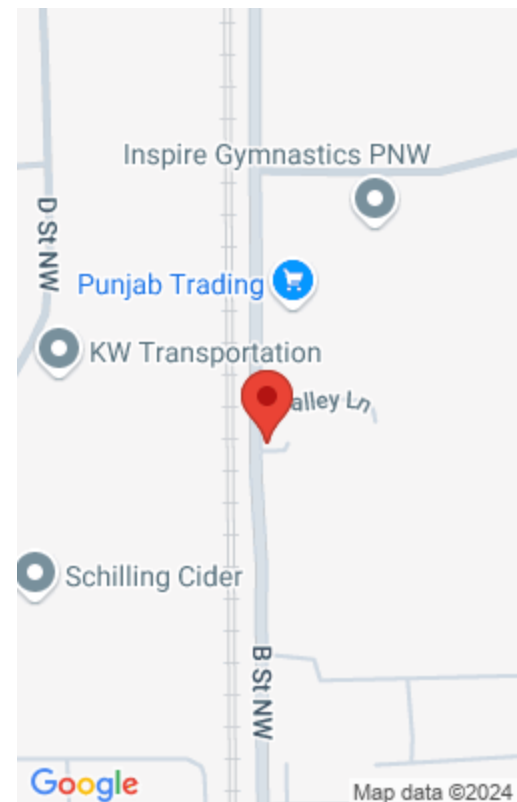 Inspire Gymnastics PNW
D St NW
Punjab Trading
KW Transportation
alley Ln
Schilling Cider
B St NW
Google
Map data ©2024